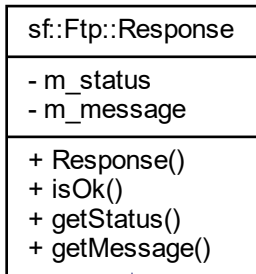 sf::Ftp::Response
- m_status
- m_message
+ Response()
+ isOk()
+ getStatus()
+ getMessage()